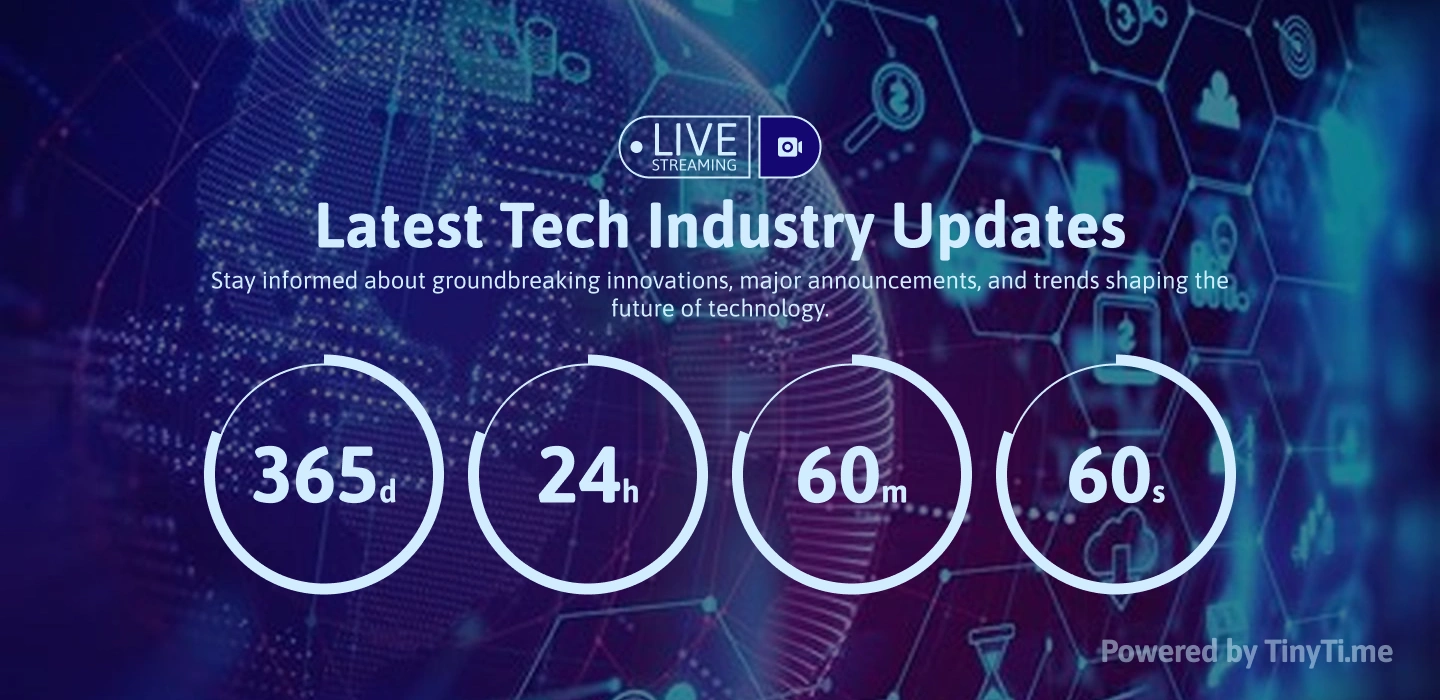 LIVE
STREAMING
Latest Tech Industry Updates
Stay informed about groundbreaking innovations, major announcements, and trends shaping the
future of technology.
365d 24h 60m 60s
Powered by TinyTi.me